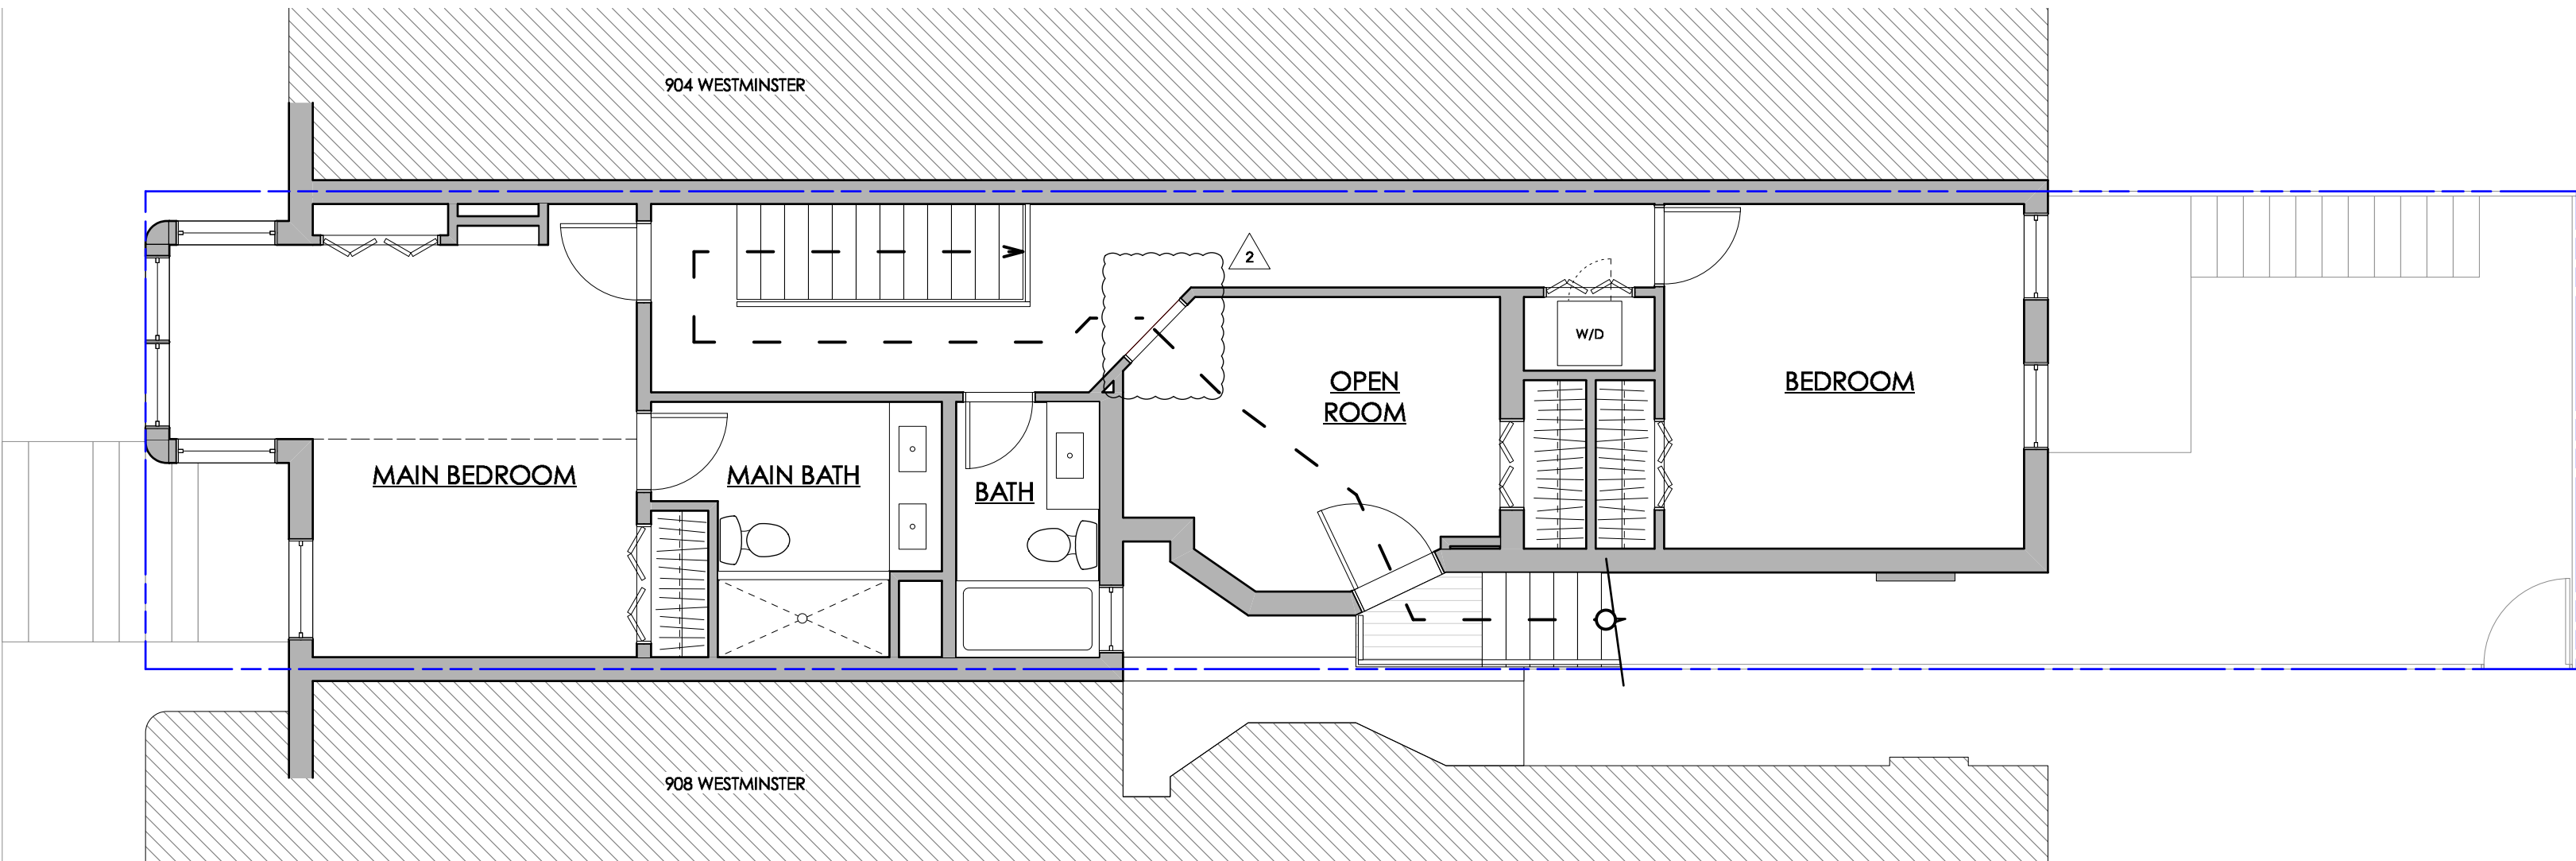 904 WESTMINSTER
2
W/D
OPEN
ROOM
BEDROOM
MAIN BEDROOM
MAIN BATH
BATH
908 WESTMINSTER